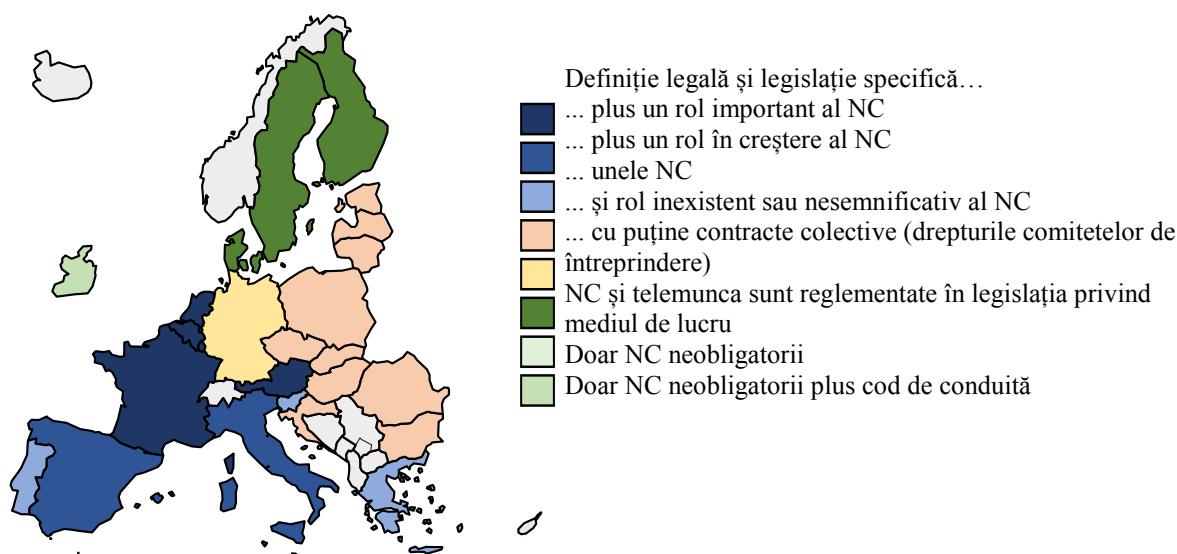 Definiție legală și legislație specifică…
... plus un rol important al NC
... plus un rol în creștere al NC
... unele NC
... și rol inexistent sau nesemnificativ al NC
... cu puține contracte colective (drepturile comitetelor de
întreprindere)
NC și telemunca sunt reglementate în legislația privind
mediul de lucru
Doar NC neobligatorii
Doar NC neobligatorii plus cod de conduită